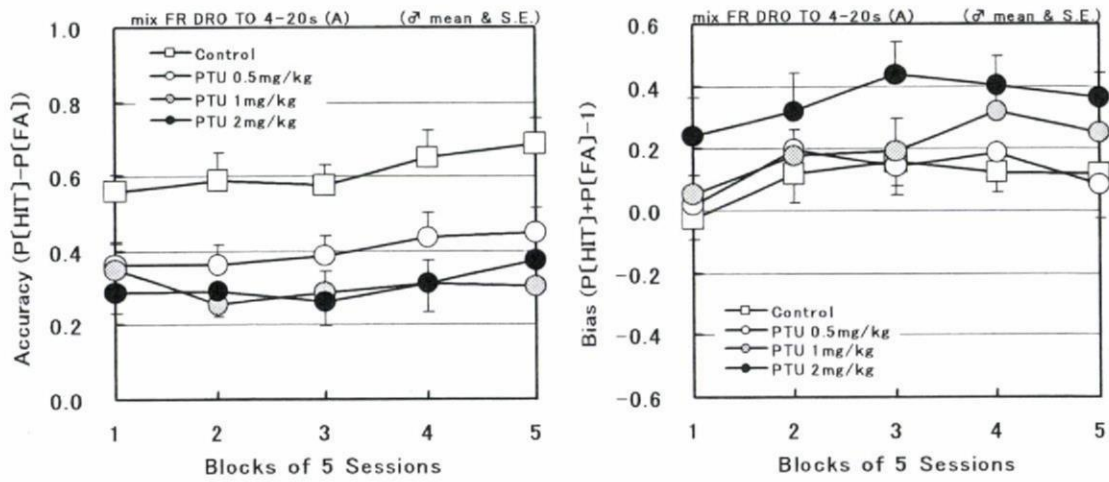 mix FR DRO TO 4-20s (A) (♂ mean & S.E.)
1.0
0.8
0.6
0.4
0.2
0.0
Accuracy (P[HIT]-P[FA])
Control
PTU 0.5mg/kg
PTU 1mg/kg
PTU 2mg/kg
1 2 3 4 5
Blocks of 5 Sessions
mix FR DRO TO 4-20s (A) (♂ mean & S.E.)
0.6
0.4
0.2
0.0
-0.2
-0.4
-0.6
Bias (P[HIT]+P[FA]-1)
Control
PTU 0.5mg/kg
PTU 1mg/kg
PTU 2mg/kg
1 2 3 4 5
Blocks of 5 Sessions